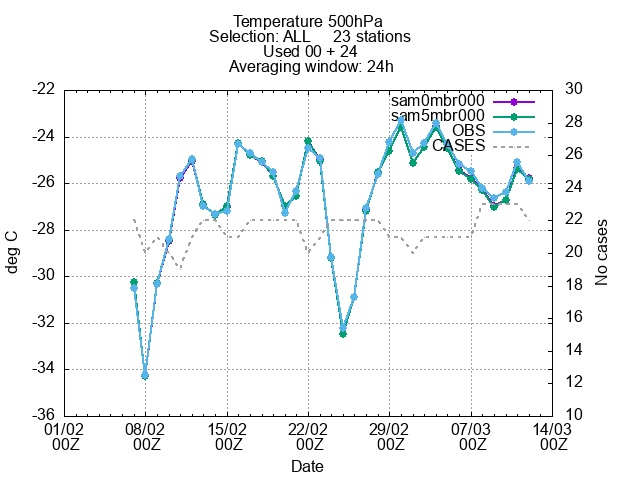 Temperature 500hPa
Selection: ALL 23 stations
Used 00 + 24
Averaging window: 24h
deg C
-22
-24
-26
-28
-30
-32
-34
-36
sam0mbr000
sam5mbr000
OBS
CASES
30
28
26
24
22
20
18
16
14
12
10
No cases
01/02 08/02 15/02 22/02 29/02 07/03 14/03
00Z 00Z 00Z 00Z 00Z 00Z 00Z
Date